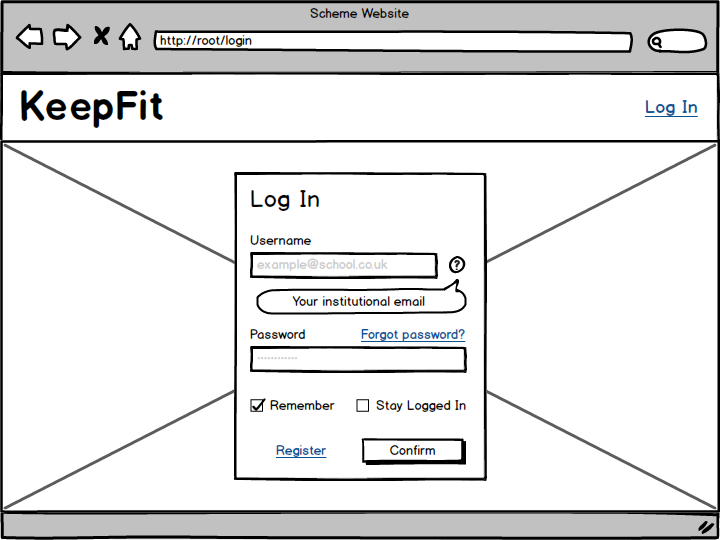 Scheme Website
http://root/login
KeepFit
Log In
Log In
Username
example@school.co.uk
?
Your institutional email
Password
Forgot password?
************
Remember
Stay Logged In
Register
Confirm